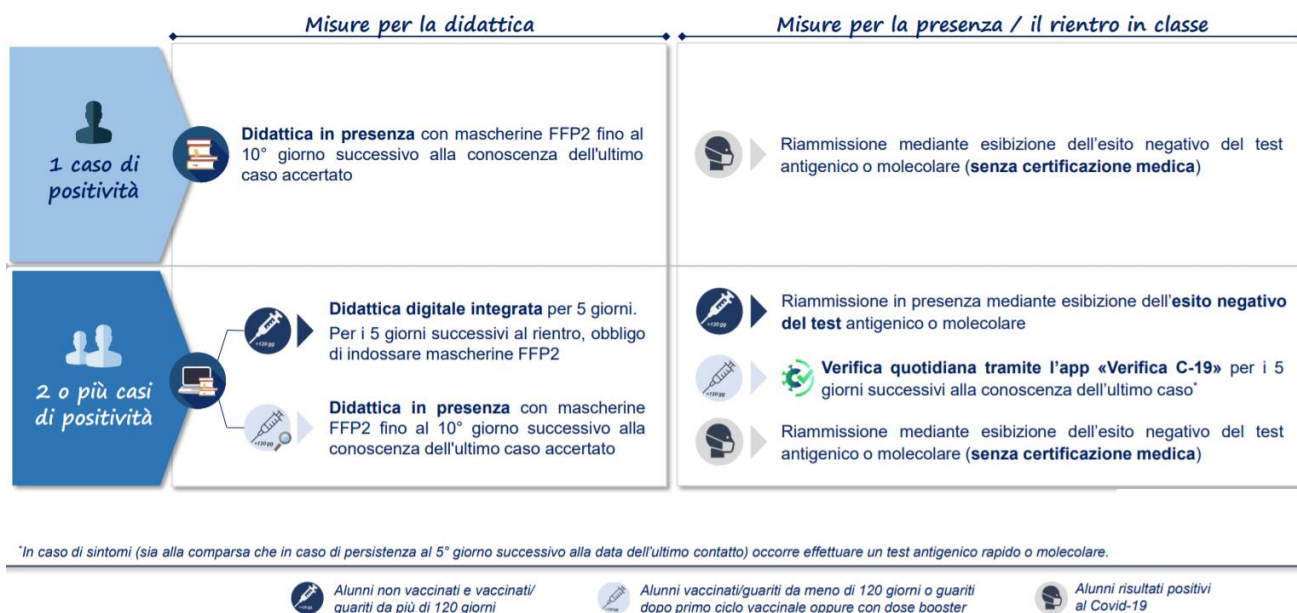 Misure per la didattica
Misure per la presenza / il rientro in classe
1 caso di
positività
Didattica in presenza con mascherine FFP2 fino al
10° giorno successivo alla conoscenza dell'ultimo
caso accertato
Riammissione mediante esibizione dell'esito negativo del test
antigenico o molecolare (senza certificazione medica)
2 o più casi
di positività
+120 gg
Didattica digitale integrata per 5 giorni.
Per i 5 giorni successivi al rientro, obbligo
di indossare mascherine FFP2
Didattica in presenza con mascherine
FFP2 fino al 10° giorno successivo alla
conoscenza dell'ultimo caso accertato
+120 gg
Riammissione in presenza mediante esibizione dell'esito negativo
del test antigenico o molecolare
Verifica quotidiana tramite l'app «Verifica C-19» per i 5
giorni successivi alla conoscenza dell'ultimo caso*
Riammissione mediante esibizione dell'esito negativo del test
antigenico o molecolare (senza certificazione medica)
*In caso di sintomi (sia alla comparsa che in caso di persistenza al 5° giorno successivo alla data dell'ultimo contatto) occorre effettuare un test antigenico rapido o molecolare.
Alunni non vaccinati e vaccinati/
guariti da più di 120 giorni
Alunni vaccinati/guariti da meno di 120 giorni o guariti
dopo primo ciclo vaccinale oppure con dose booster
Alunni risultati positivi
al Covid-19